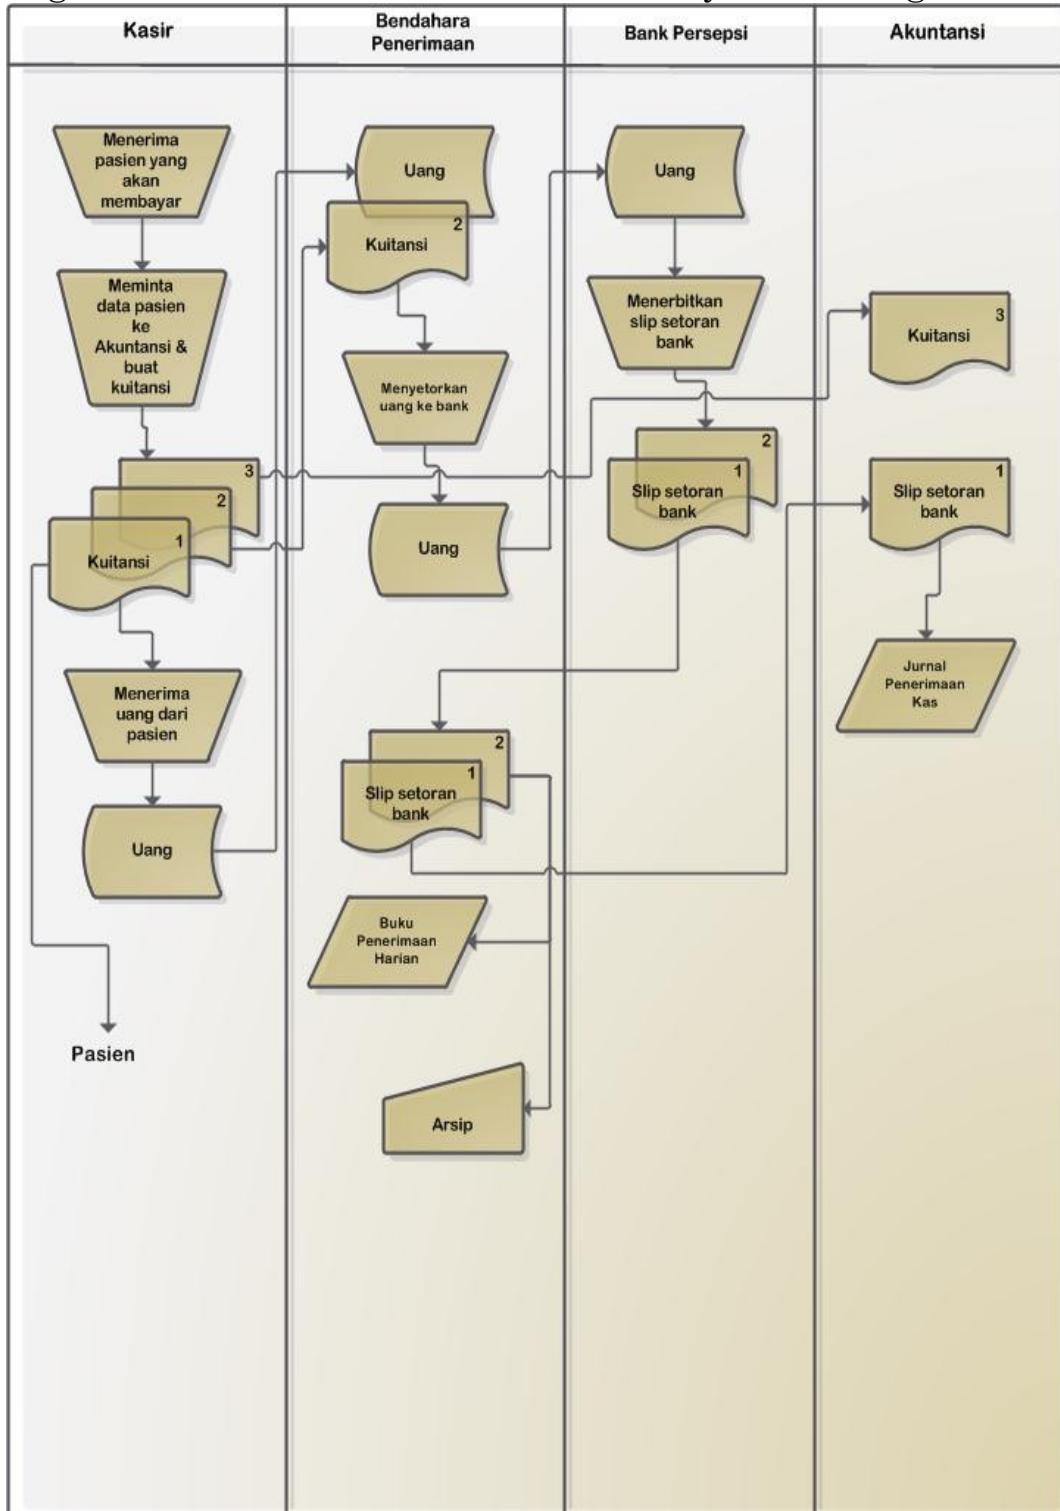 Kasir
Bendahara
Penerimaan
Bank Persepsi
Akuntansi
Menerima
pasien yang
akan
membayar
Meminta
data pasien
ke
Akuntansi &
buat
kuitansi
3
2
1
Kuitansi
Menerima
uang dari
pasien
Uang
Pasien
Uang
2
Kuitansi
Menyetorkan
uang ke bank
Uang
2
1
Slip setoran
bank
Buku
Penerimaan
Harian
Arsip
Uang
Menerbitkan
slip setoran
bank
2
1
Slip setoran
bank
3
Kuitansi
1
Slip setoran
bank
Jurnal
Penerimaan
Kas